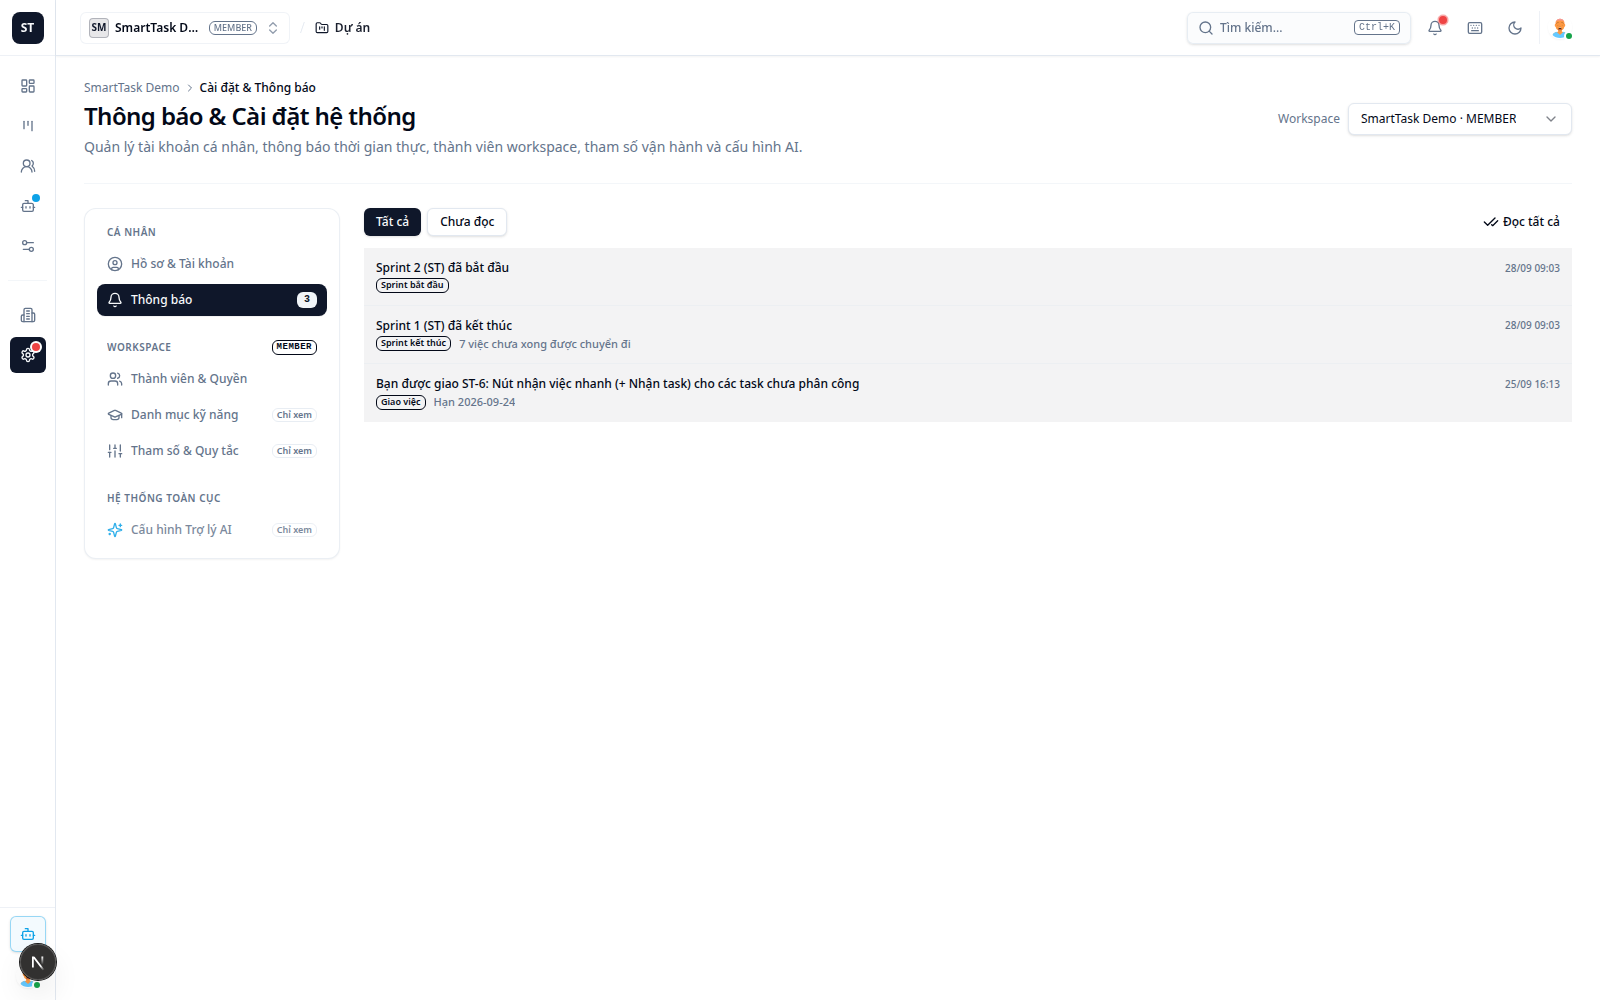 ST
SM SmartTask D... MEMBER / Dự án
Tìm kiếm... Ctrl+K
SmartTask Demo > Cài đặt & Thông báo
Thông báo & Cài đặt hệ thống
Quản lý tài khoản cá nhân, thông báo thời gian thực, thành viên workspace, tham số vận hành và cấu hình AI.
Workspace SmartTask Demo · MEMBER
CÁ NHÂN
Hồ sơ & Tài khoản
Thông báo 3
WORKSPACE MEMBER
Thành viên & Quyền
Danh mục kỹ năng Chỉ xem
Tham số & Quy tắc Chỉ xem
HỆ THỐNG TOÀN CỤC
Cấu hình Trợ lý AI Chỉ xem
Tất cả Chưa đọc
Đọc tất cả
Sprint 2 (ST) đã bắt đầu 28/09 09:03
Sprint bắt đầu
Sprint 1 (ST) đã kết thúc 28/09 09:03
Sprint kết thúc 7 việc chưa xong được chuyển đi
Bạn được giao ST-6: Nút nhận việc nhanh (+ Nhận task) cho các task chưa phân công 25/09 16:13
Giao việc Hạn 2026-09-24
N